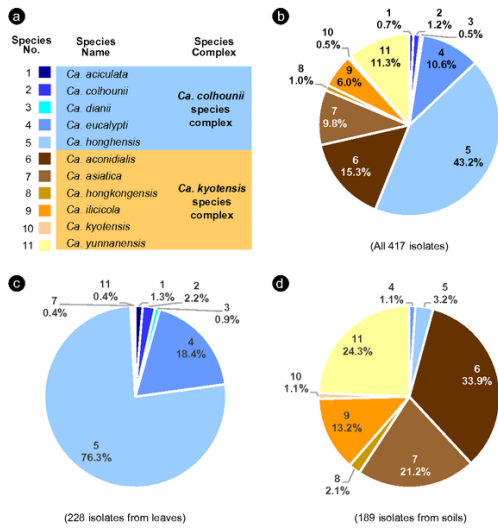 a
Species No.
Species Name
Species Complex
1 Ca. aciculata
2 Ca. colhounii
3 Ca. dianii
4 Ca. eucalypti
5 Ca. honghensis
Ca. colhounii species complex
6 Ca. aconidialis
7 Ca. asiatica
8 Ca. hongkongensis
9 Ca. ilicicola
10 Ca. kyotensis
11 Ca. yunnanensis
Ca. kyotensis species complex
b
1 0.7%
2 1.2%
3 0.5%
4 10.6%
5 43.2%
6 15.3%
7 9.8%
8 1.0%
9 6.0%
10 0.5%
11 11.3%
(All 417 isolates)
c
7 0.4%
11 0.4%
1 1.3%
2 2.2%
3 0.9%
4 18.4%
5 76.3%
(228 isolates from leaves)
d
4 1.1%
5 3.2%
6 33.9%
7 21.2%
8 2.1%
9 13.2%
10 1.1%
11 24.3%
(189 isolates from soils)